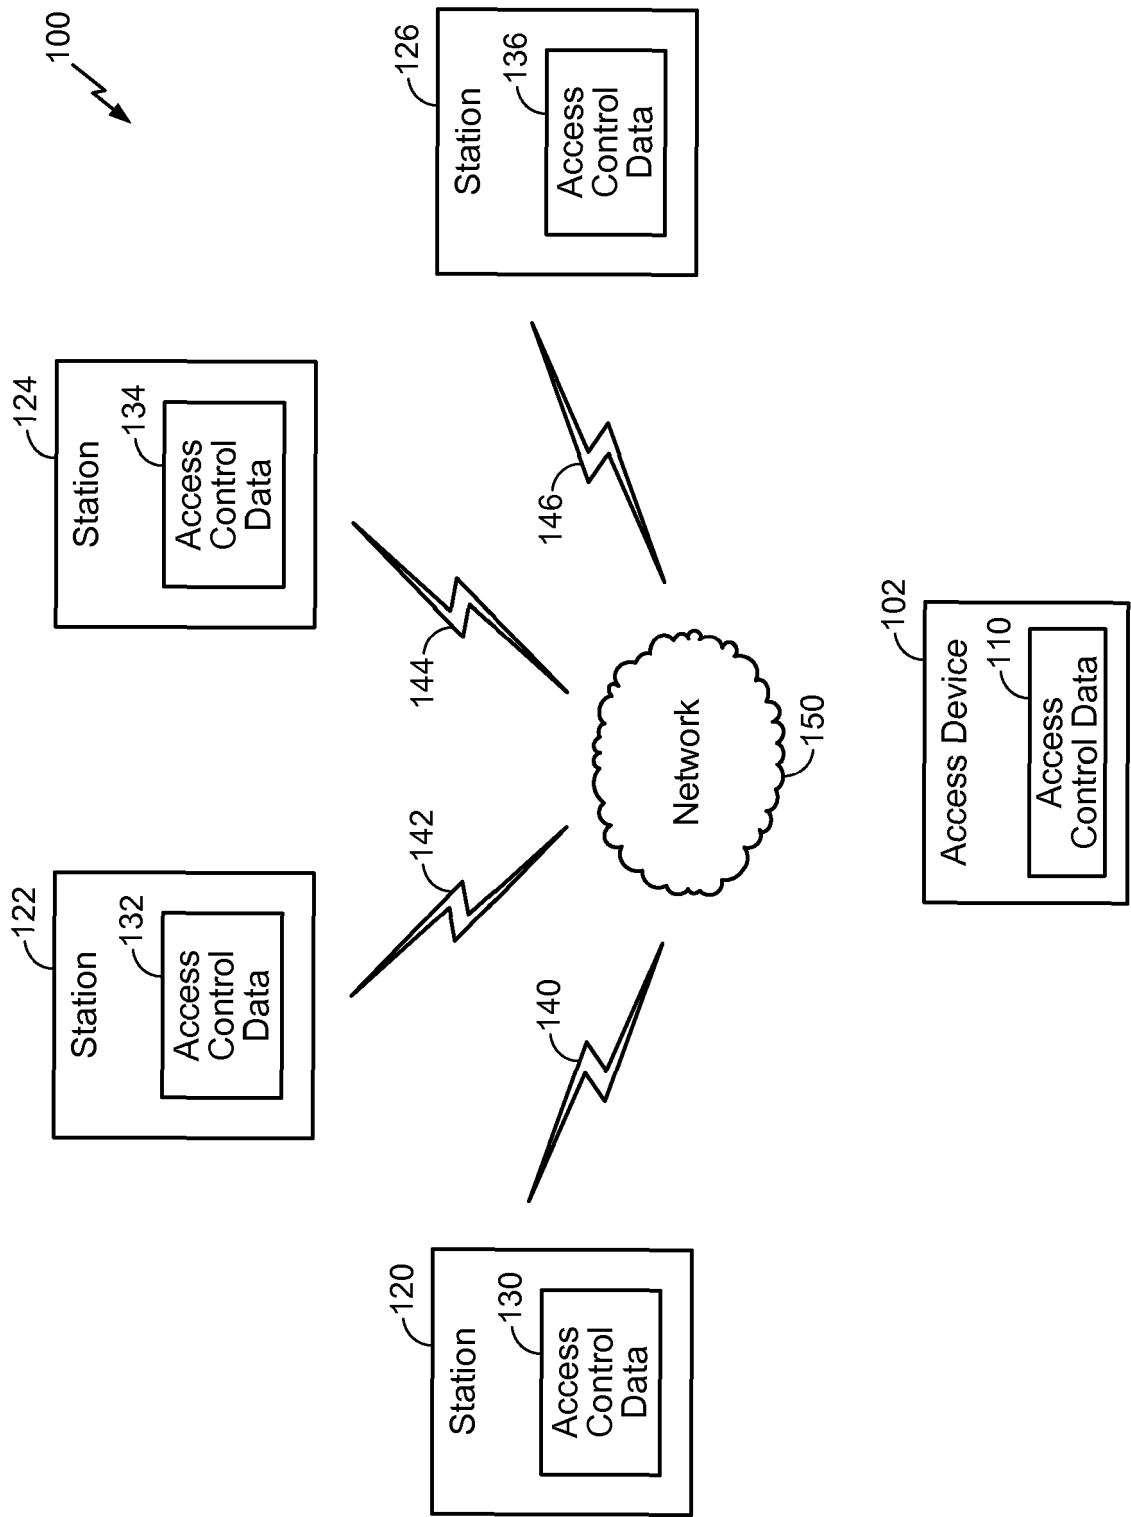 100
122
Station
132
Access
Control
Data
124
Station
134
Access
Control
Data
120
Station
130
Access
Control
Data
126
Station
136
Access
Control
Data
142
144
140
146
Network
150
102
Access Device
110
Access
Control Data